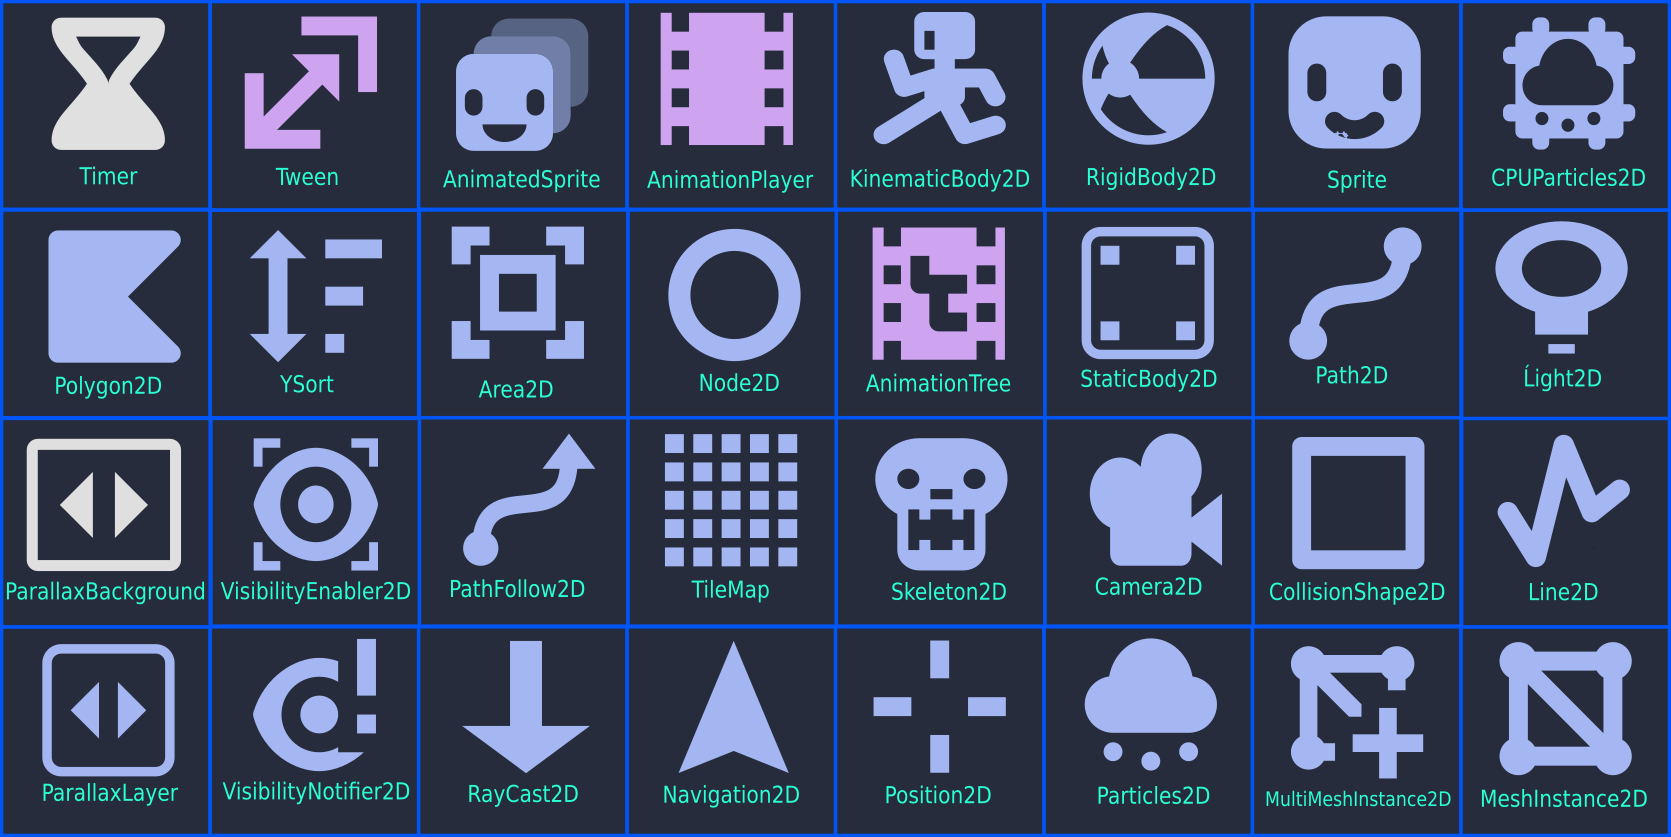 Timer
Tween
AnimatedSprite
AnimationPlayer
KinematicBody2D
RigidBody2D
Sprite
CPUParticles2D
Polygon2D
YSort
Area2D
Node2D
AnimationTree
StaticBody2D
Path2D
Ĺight2D
ParallaxBackground
VisibilityEnabler2D
PathFollow2D
TileMap
Skeleton2D
Camera2D
CollisionShape2D
Line2D
ParallaxLayer
VisibilityNotifier2D
RayCast2D
Navigation2D
Position2D
Particles2D
MultiMeshInstance2D
MeshInstance2D